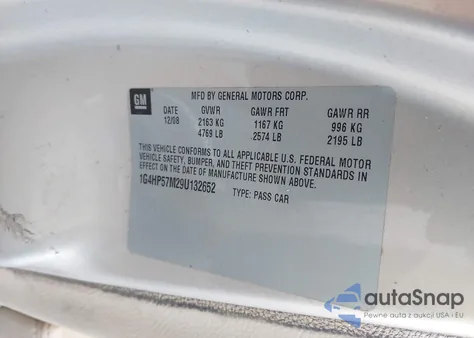 GM
MFD BY GENERAL MOTORS CORP.
DATE GVWR GAWR FRT GAWR RR
12/08 2163 KG 1167 KG 996 KG
4769 LB 2574 LB 2195 LB
THIS VEHICLE CONFORMS TO ALL APPLICABLE U.S. FEDERAL MOTOR
VEHICLE SAFETY, BUMPER, AND THEFT PREVENTION STANDARDS IN
EFFECT ON THE DATE OF MANUFACTURE SHOWN ABOVE.
1G4HP57M29U132652 TYPE: PASS CAR
autoSnap
Pewne auta z aukcji USA - EU